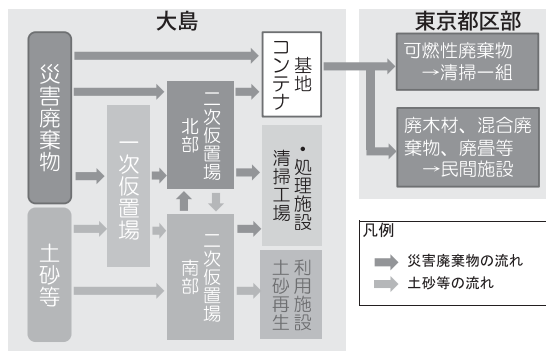 大島
東京都区部
災害廃棄物
土砂等
一次仮置場
二次仮置場
北部
二次仮置場
南部
基地
コンテナ
・処理施設
清掃工場
利用施設
土砂再生
可燃性廃棄物
→清掃一組
廃木材、混合廃
棄物、廃畳等
→民間施設
凡例
災害廃棄物の流れ
土砂等の流れ